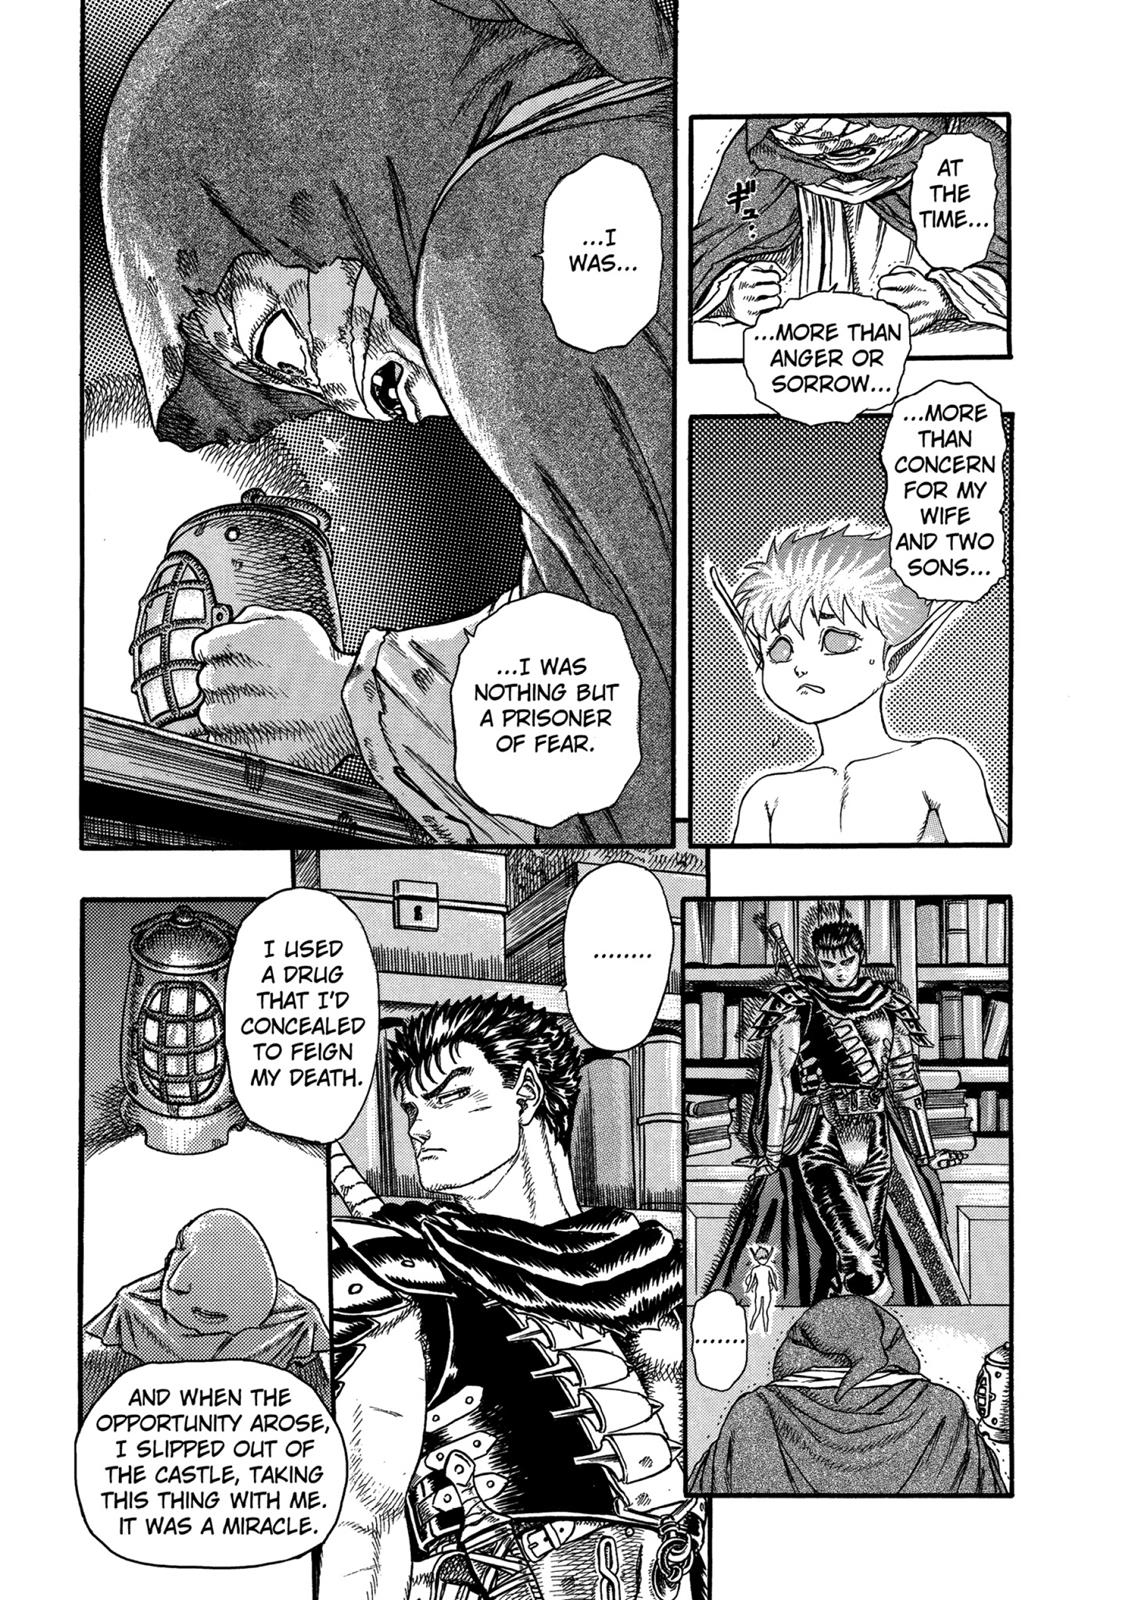 AT
THE
TIME...
ギュ...
...MORE THAN
ANGER OR
SORROW...
...MORE
THAN
CONCERN
FOR MY
WIFE
AND TWO
SONS...
...I
WAS...
...I WAS
NOTHING BUT
A PRISONER
OF FEAR.
........
.........
I USED
A DRUG
THAT I'D
CONCEALED
TO FEIGN
MY DEATH.
AND WHEN THE
OPPORTUNITY AROSE,
I SLIPPED OUT OF
THE CASTLE, TAKING
THIS THING WITH ME.
IT WAS A MIRACLE.